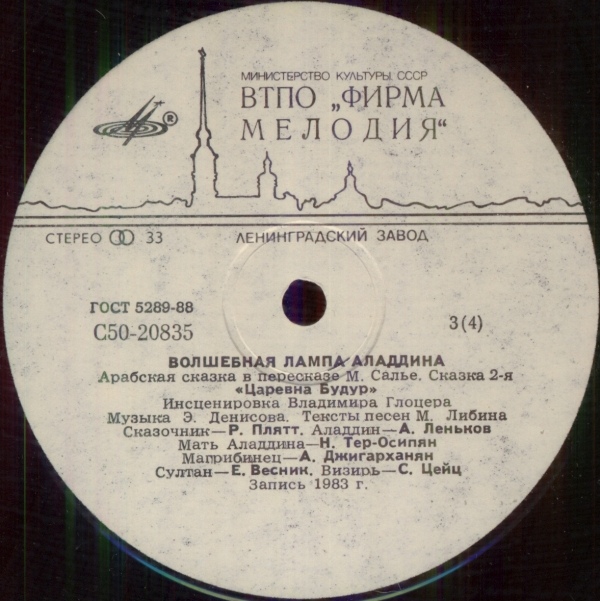 МИНИСТЕРСТВО КУЛЬТУРЫ СССР
ВТПО „ФИРМА
МЕЛОДИЯ“
®
СТЕРЕО 33 ЛЕНИНГРАДСКИЙ ЗАВОД
ГОСТ 5289-88
С50-20835 3(4)
ВОЛШЕБНАЯ ЛАМПА АЛАДДИНА
Арабская сказка в пересказе М. Салье. Сказка 2-я
«Царевна Будур»
Инсценировка Владимира Глоцера
Музыка Э. Денисова. Тексты песен М. Либина
Сказочник—Р. Плятт, Аладдин—А. Леньков
Мать Аладдина—Н. Тер-Осипян
Магрибинец—А. Джигарханян
Султан—Е. Весник, Визирь—С. Цейц
Запись 1983 г.